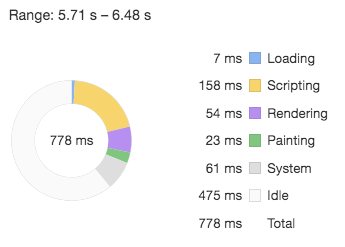 Range: 5.71 s – 6.48 s
7 ms Loading
158 ms Scripting
54 ms Rendering
778 ms
23 ms Painting
61 ms System
475 ms Idle
778 ms Total